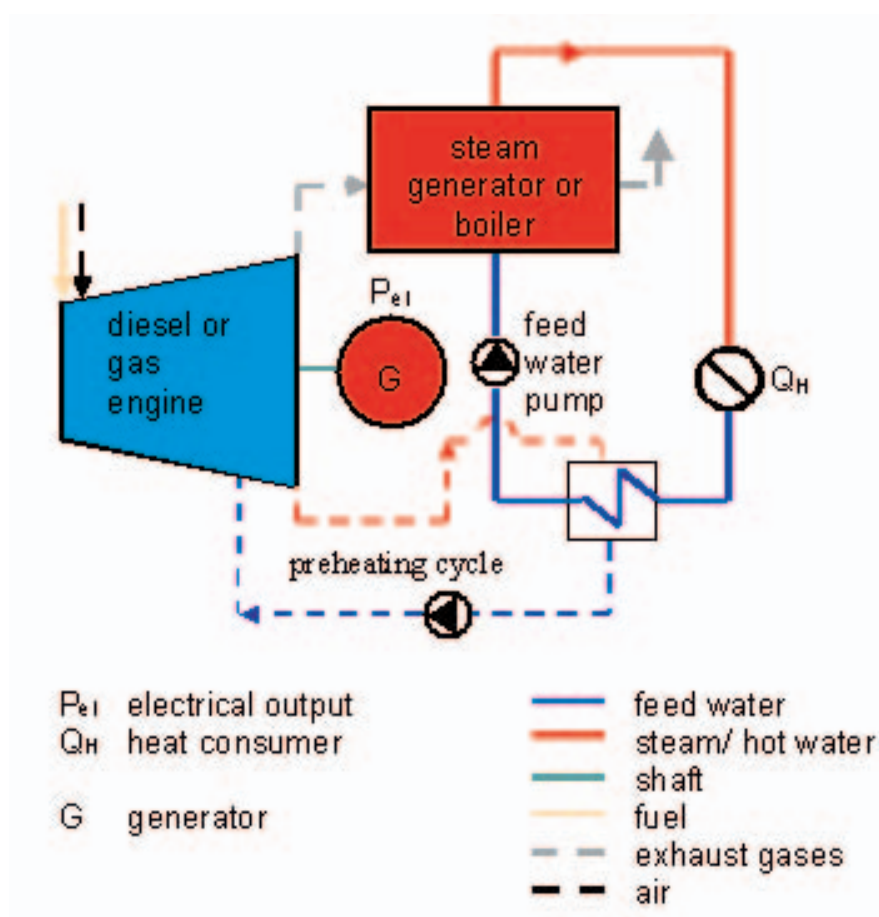 steam
generator or
boiler
Pel
diesel or
gas
engine
G
feed
water
pump
QH
preheating cycle
Pel electrical output
QH heat consumer
G generator
feed water
steam/ hot water
shaft
fuel
exhaust gases
air